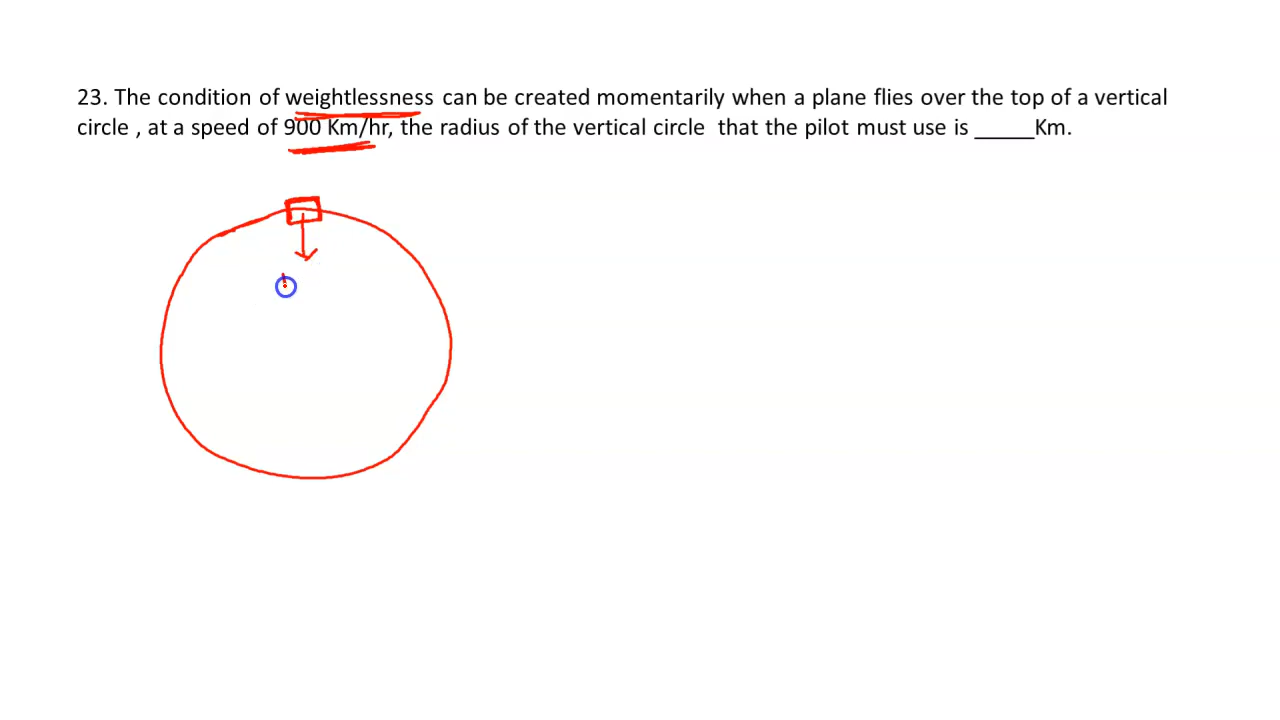 23. The condition of weightlessness can be created momentarily when a plane flies over the top of a vertical
circle , at a speed of 900 Km/hr, the radius of the vertical circle that the pilot must use is _____Km.